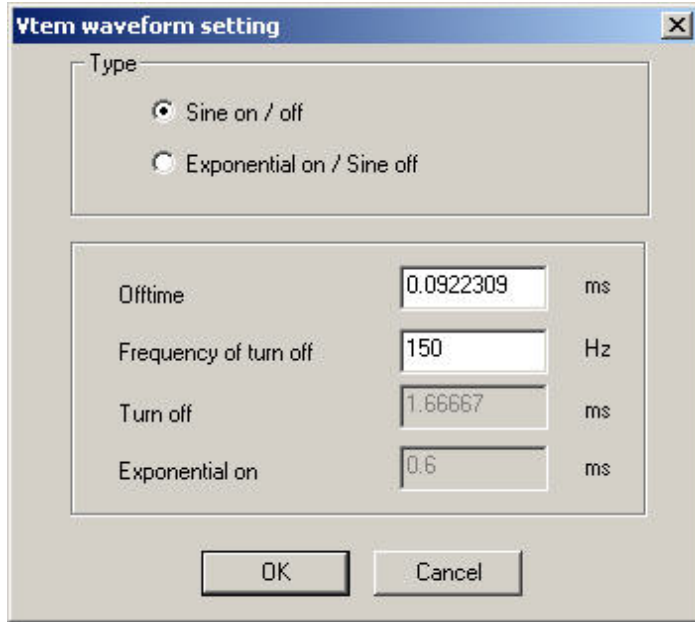 Vtem waveform setting
Type
Sine on / off
Exponential on / Sine off
Offtime 0.0922309 ms
Frequency of turn off 150 Hz
Turn off 1.66667 ms
Exponential on 0.6 ms
OK Cancel